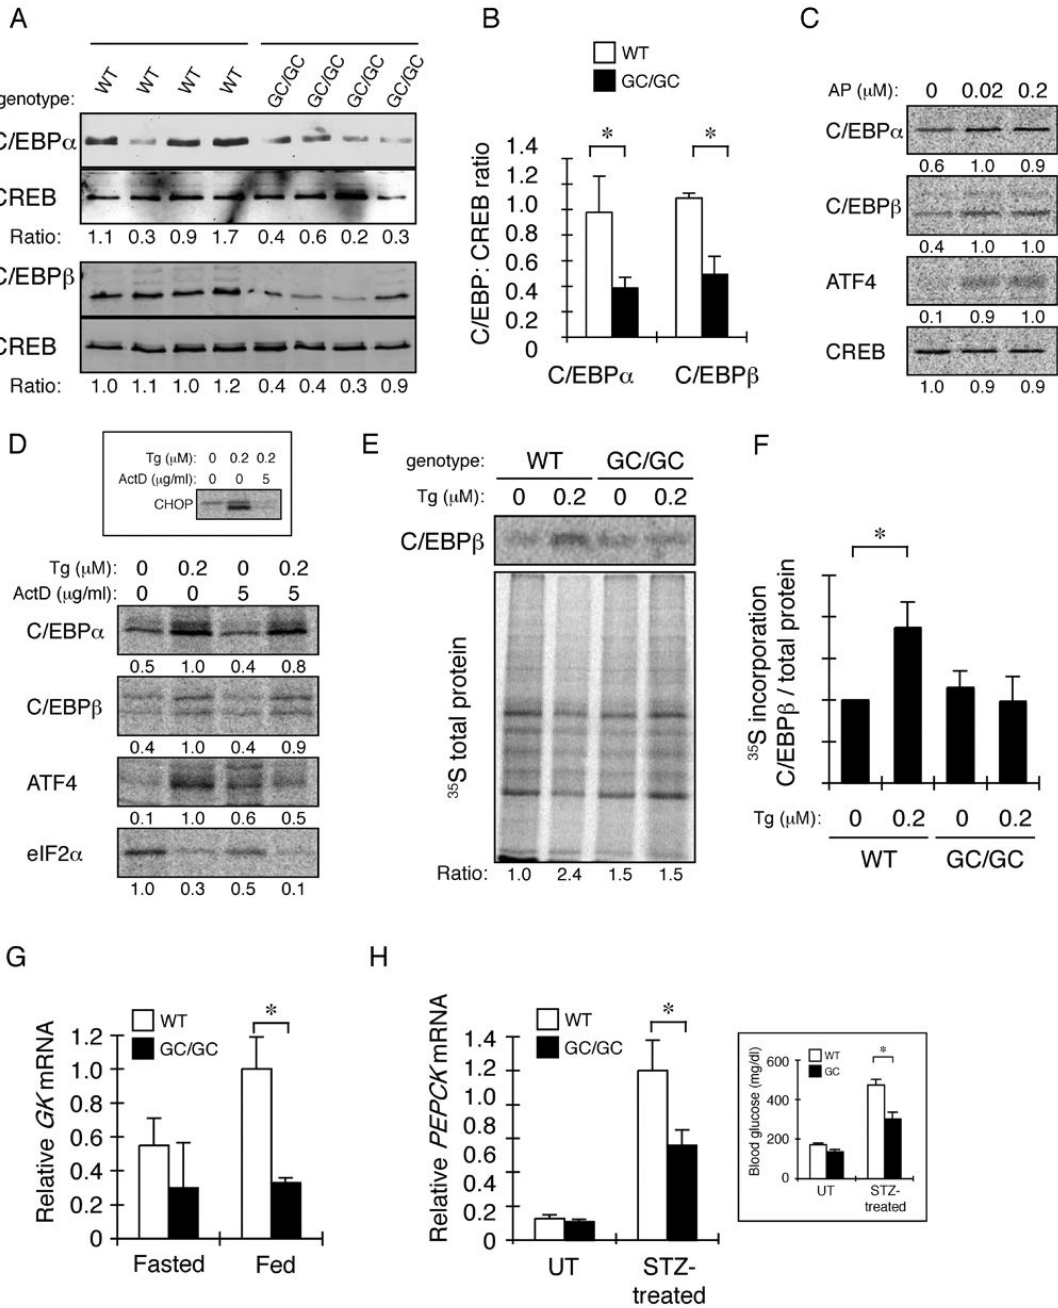 A
genotype: WT WT WT WT GC/GC GC/GC GC/GC GC/GC
C/EBPα
CREB
Ratio: 1.1 0.3 0.9 1.7 0.4 0.6 0.2 0.3
C/EBPβ
CREB
Ratio: 1.0 1.1 1.0 1.2 0.4 0.4 0.3 0.9
B
WT
GC/GC
C/EBP: CREB ratio
1.4
1.2
1.0
0.8
0.6
0.4
0.2
0
*
*
C/EBPα C/EBPβ
C
AP (μM): 0 0.02 0.2
C/EBPα
0.6 1.0 0.9
C/EBPβ
0.4 1.0 1.0
ATF4
0.1 0.9 1.0
CREB
1.0 0.9 0.9
D
Tg (μM): 0 0.2 0.2
ActD (μg/ml): 0 0 5
CHOP
Tg (μM): 0 0.2 0 0.2
ActD (μg/ml): 0 0 5 5
C/EBPα
0.5 1.0 0.4 0.8
C/EBPβ
0.4 1.0 0.4 0.9
ATF4
0.1 1.0 0.6 0.5
eIF2α
1.0 0.3 0.5 0.1
E
genotype: WT GC/GC
Tg (μM): 0 0.2 0 0.2
C/EBPβ
35S total protein
Ratio: 1.0 2.4 1.5 1.5
F
*
35S incorporation
C/EBPβ / total protein
Tg (μM): 0 0.2 0 0.2
WT GC/GC
G
WT
GC/GC
*
Relative GK mRNA
1.2
1.0
0.8
0.6
0.4
0.2
0
Fasted Fed
H
WT
GC/GC
*
Relative PEPCK mRNA
1.4
1.2
1.0
0.8
0.6
0.4
0.2
0
UT STZ-
treated
Blood glucose (mg/dl)
WT
GC
*
600
400
200
0
UT STZ-
treated